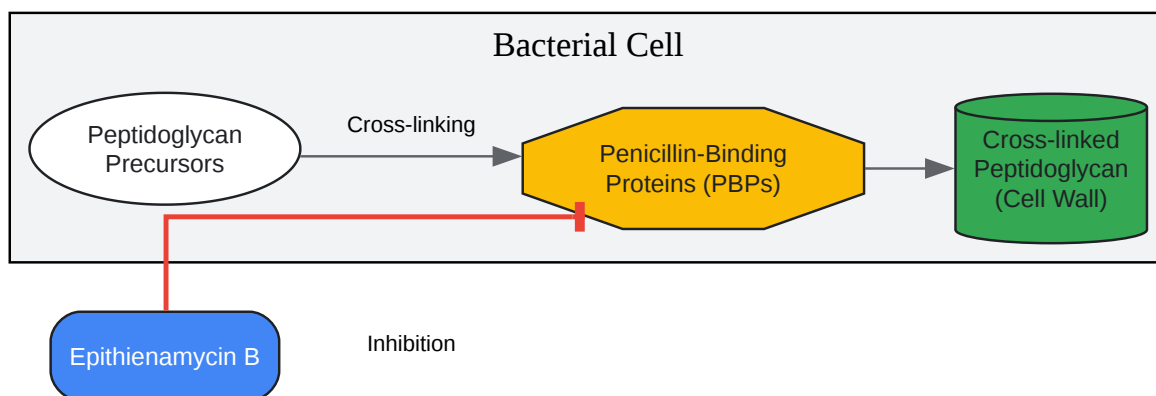 Bacterial Cell
Peptidoglycan
Precursors
Cross-linking
Penicillin-Binding
Proteins (PBPs)
Cross-linked
Peptidoglycan
(Cell Wall)
Epithienamycin B
Inhibition